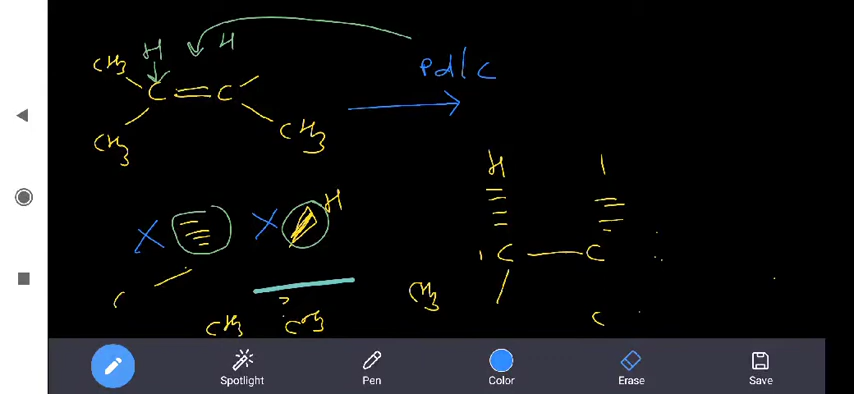 H H
CH3
Pd/C
C = C
CH3
CH3
H
H
X X
C — C
CH3
C
CH3 CH3
C
Spotlight Pen Color Erase Save